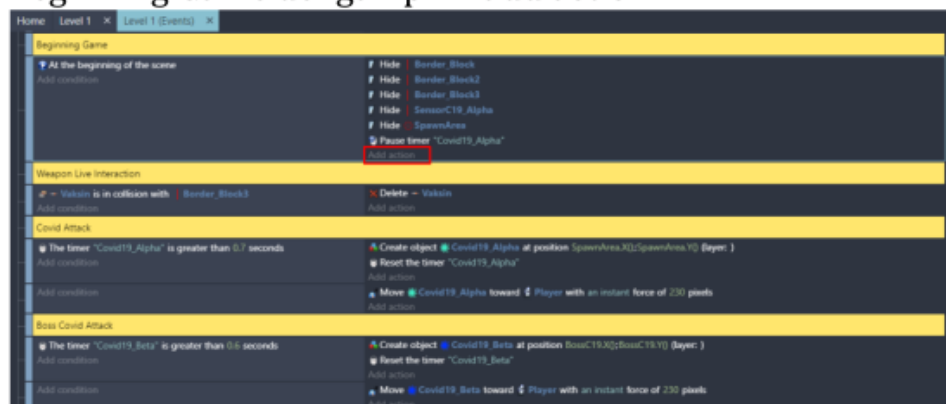 Home Level 1 × Level 1 (Events) ×
Beginning Game
At the beginning of the scene
Add condition
Hide Border_Block
Hide Border_Block2
Hide Border_Block3
Hide SensorC19_Alpha
Hide SpawnArea
Pause timer "Covid19_Alpha"
Add action
Weapon Live Interaction
Vaksin is in collision with Border_Block3
Add condition
Delete Vaksin
Add action
Covid Attack
The timer "Covid19_Alpha" is greater than 0.7 seconds
Add condition
Create object Covid19_Alpha at position SpawnArea.X();SpawnArea.Y() (layer: )
Reset the timer "Covid19_Alpha"
Add action
Add condition
Move Covid19_Alpha toward Player with an instant force of 230 pixels
Add action
Boss Covid Attack
The timer "Covid19_Beta" is greater than 0.6 seconds
Add condition
Create object Covid19_Beta at position BossC19.X();BossC19.Y() (layer: )
Reset the timer "Covid19_Beta"
Add action
Add condition
Move Covid19_Beta toward Player with an instant force of 230 pixels